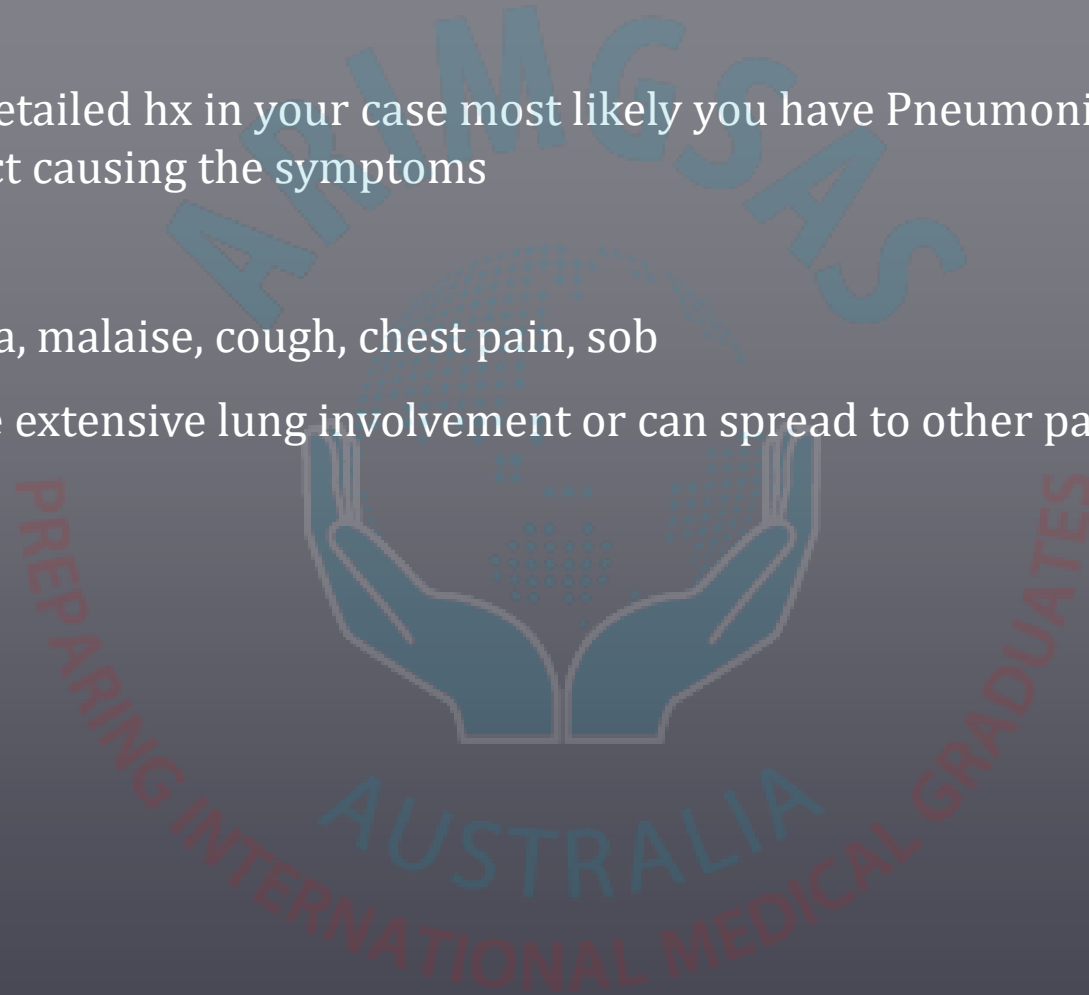 etailed hx in your case most likely you have Pneumoni
ct causing the symptoms
a, malaise, cough, chest pain, sob
e extensive lung involvement or can spread to other pa
ARIMGSAS
AUSTRALIA
PREPARING INTERNATIONAL MEDICAL GRADUATES